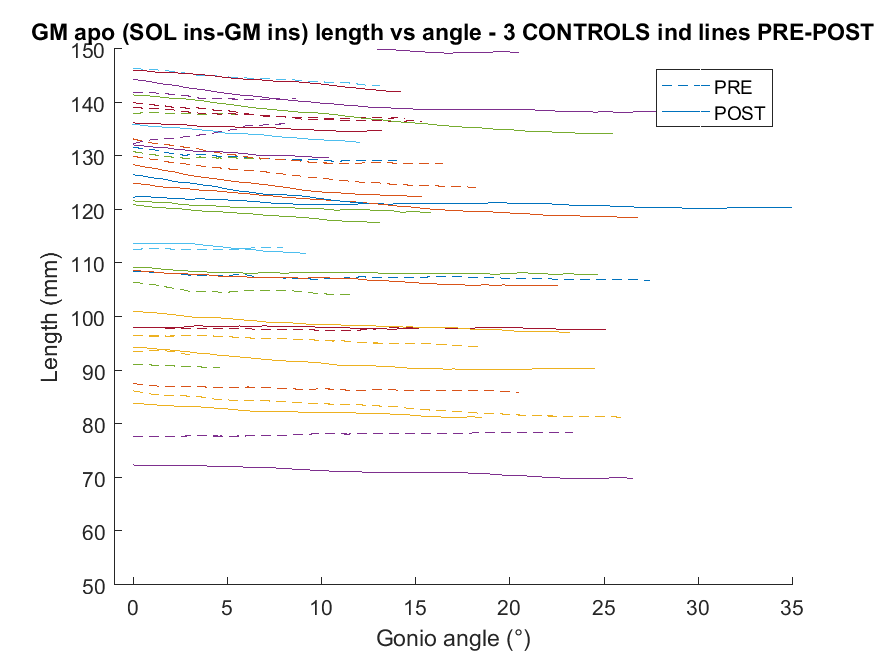 GM apo (SOL ins-GM ins) length vs angle - 3 CONTROLS ind lines PRE-POST
150
140
130
120
110
100
90
80
70
60
50
Length (mm)
PRE
POST
0 5 10 15 20 25 30 35
Gonio angle (°)